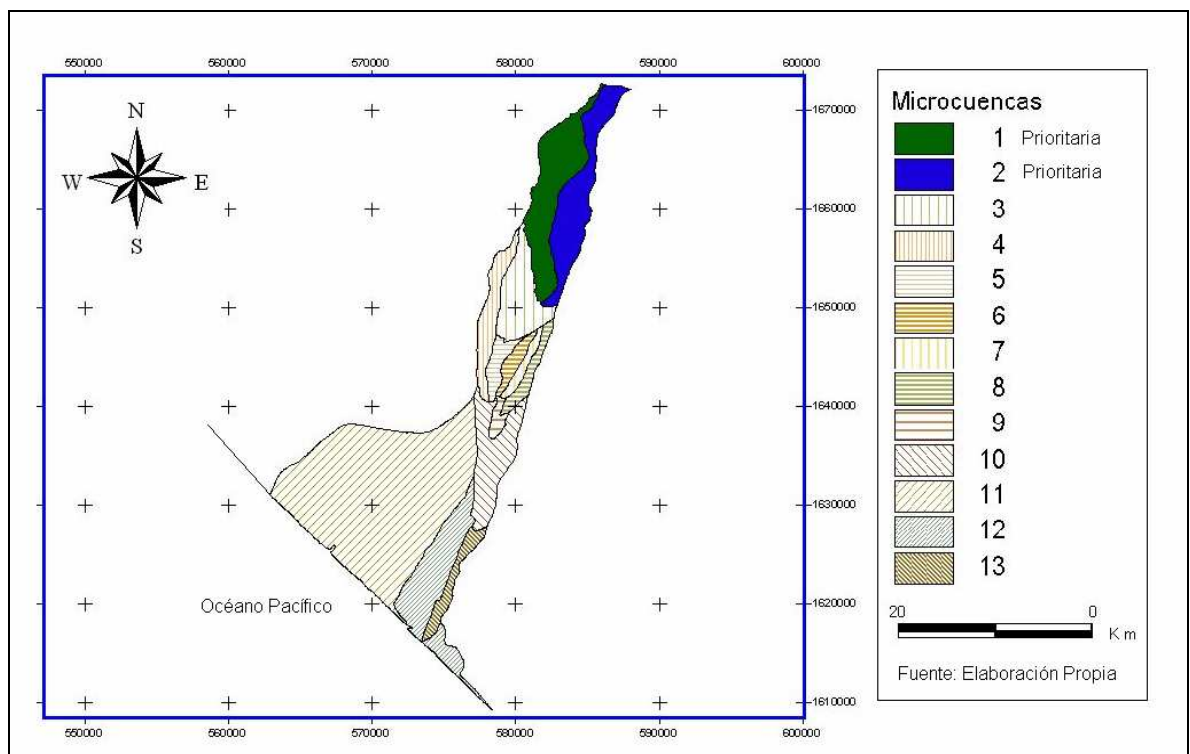 550000 560000 570000 580000 590000 600000
N
W E
S
1670000
1660000
1650000
1640000
1630000
1620000
1610000
Océano Pacífico
550000 560000 570000 580000 590000 600000
Microcuencas
1 Prioritaria
2 Prioritaria
3
4
5
6
7
8
9
10
11
12
13
20 0
Km
Fuente: Elaboración Propia